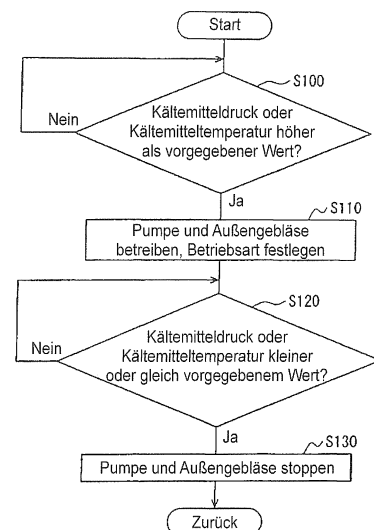 Start
S100
Kältemitteldruck oder
Kältemitteltemperatur höher
als vorgegebener Wert?
Nein
Ja
S110
Pumpe und Außengebläse
betreiben, Betriebsart festlegen
S120
Kältemitteldruck oder
Kältemitteltemperatur kleiner
oder gleich vorgegebenem Wert?
Nein
Ja
S130
Pumpe und Außengebläse stoppen
Zurück